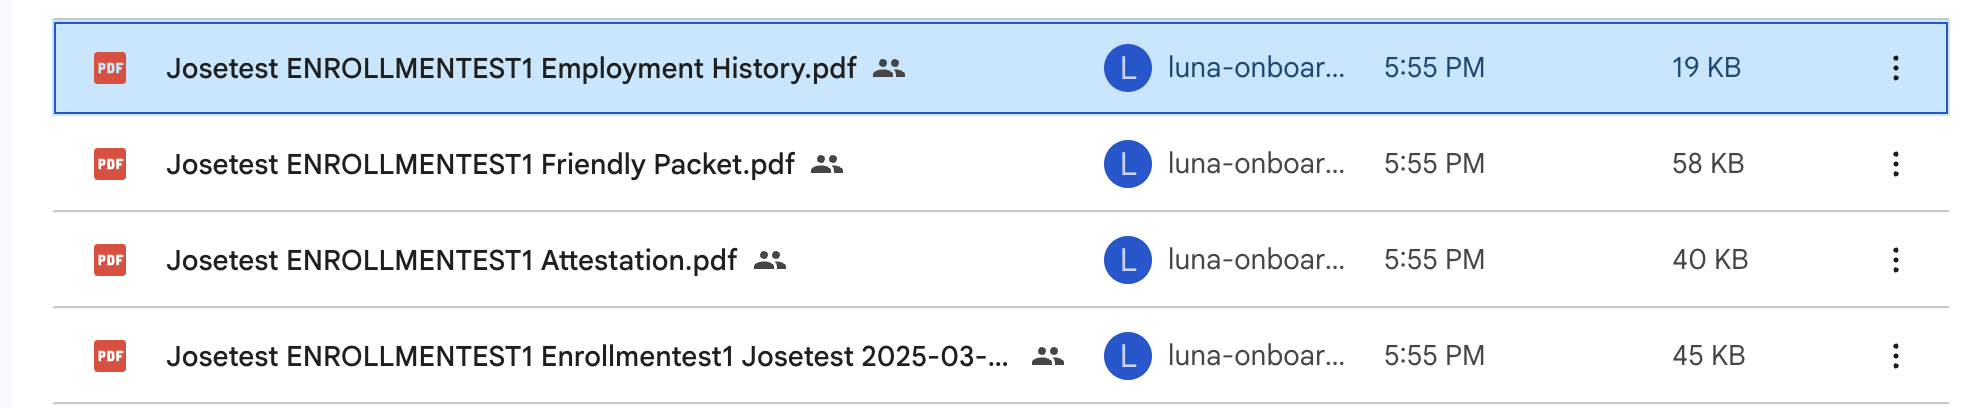 PDF Josetest ENROLLMENTEST1 Employment History.pdf L luna-onboar... 5:55 PM 19 KB
PDF Josetest ENROLLMENTEST1 Friendly Packet.pdf L luna-onboar... 5:55 PM 58 KB
PDF Josetest ENROLLMENTEST1 Attestation.pdf L luna-onboar... 5:55 PM 40 KB
PDF Josetest ENROLLMENTEST1 Enrollmentest1 Josetest 2025-03-... L luna-onboar... 5:55 PM 45 KB